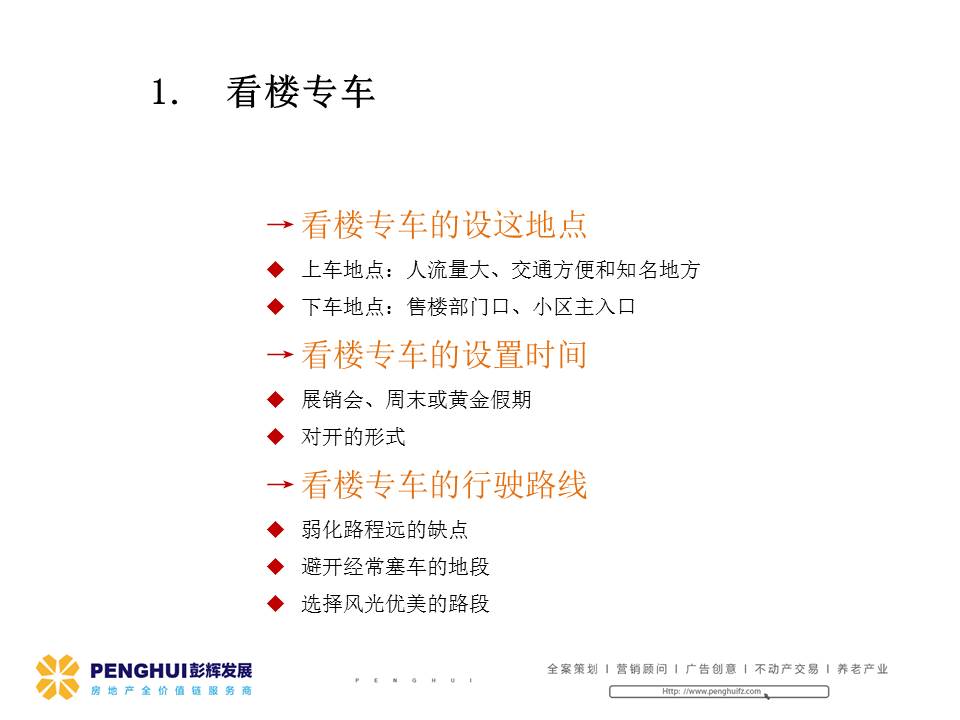 1. 看楼专车
→看楼专车的设这地点
◆ 上车地点：人流量大、交通方便和知名地方
◆ 下车地点：售楼部门口、小区主入口
→看楼专车的设置时间
◆ 展销会、周末或黄金假期
◆ 对开的形式
→看楼专车的行驶路线
◆ 弱化路程远的缺点
◆ 避开经常塞车的地段
◆ 选择风光优美的路段
PENGHUI彭辉发展
房地产全价值链服务商
PENGHUI
全案策划 | 营销顾问 | 广告创意 | 不动产交易 | 养老产业
Http: //www.penghuifz.com